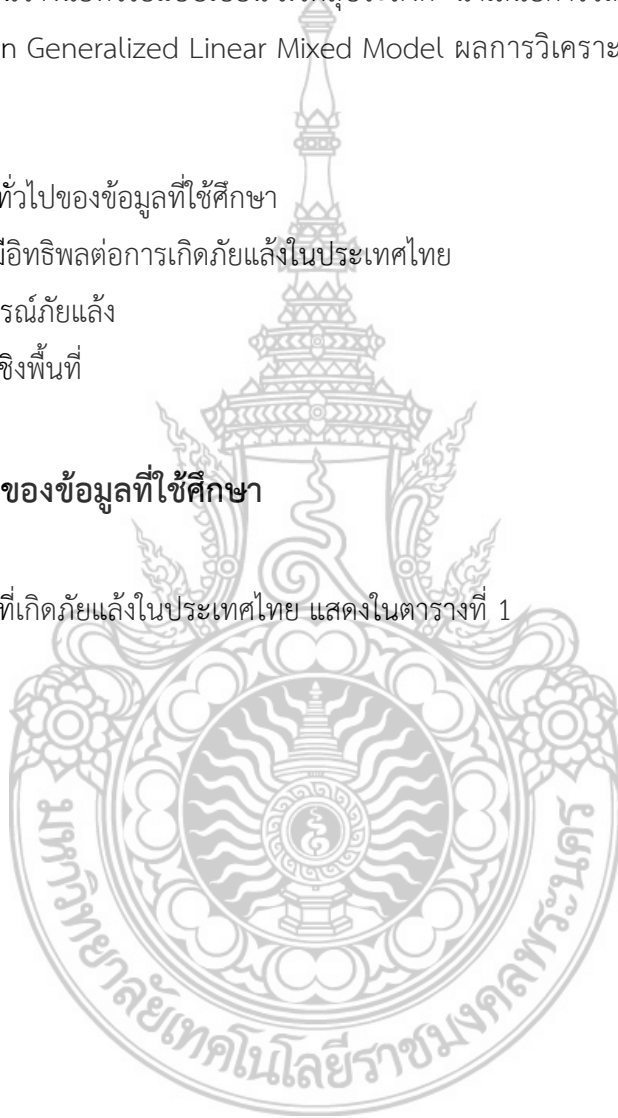 n Generalized Linear Mixed Model ผลการวิเคราะ
ทั่วไปของข้อมูลที่ใช้ศึกษา
มีอิทธิพลต่อการเกิดภัยแล้งในประเทศไทย
รณ์ภัยแล้ง
ชิงพื้นที่
ของข้อมูลที่ใช้ศึกษา
ที่เกิดภัยแล้งในประเทศไทย แสดงในตารางที่ 1
มหาวิทยาลัยเทคโนโลยีราชมงคลพระนคร